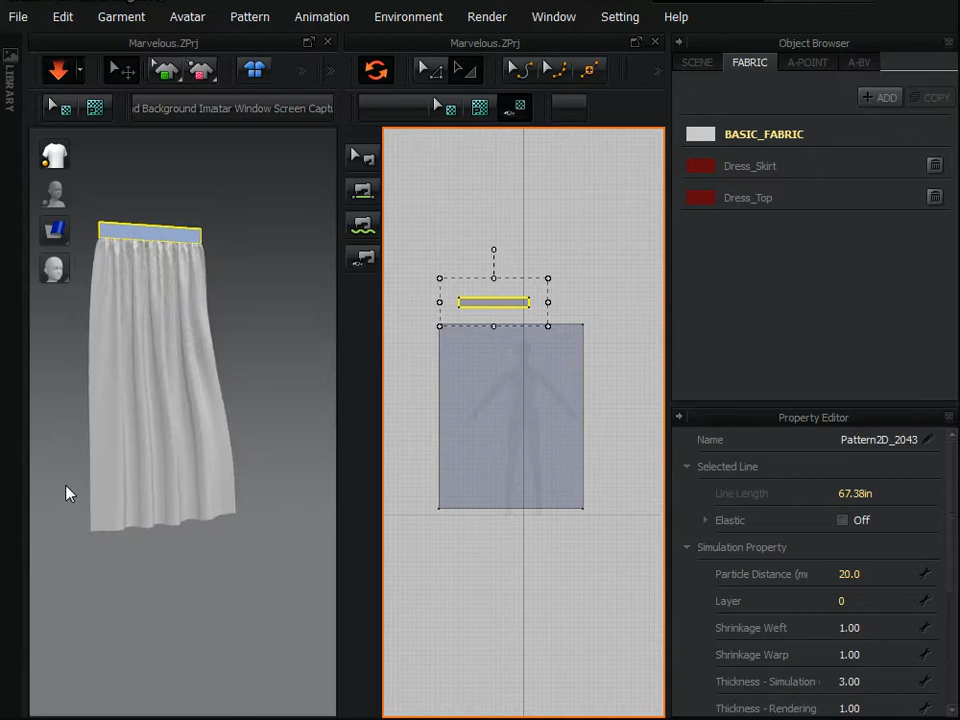 File Edit Garment Avatar Pattern Animation Environment Render Window Setting Help
Marvelous.ZPrj
Marvelous.ZPrj
Object Browser
LIBRARY
SCENE FABRIC A-POINT A-BV
+ ADD COPY
d Background Imatar Window Screen Captu
BASIC_FABRIC
Dress_Skirt
Dress_Top
Property Editor
Name Pattern2D_2043
Selected Line
Line Length 67.38in
Elastic Off
Simulation Property
Particle Distance (m 20.0
Layer 0
Shrinkage Weft 1.00
Shrinkage Warp 1.00
Thickness - Simulation 3.00
Thickness - Rendering 1.00